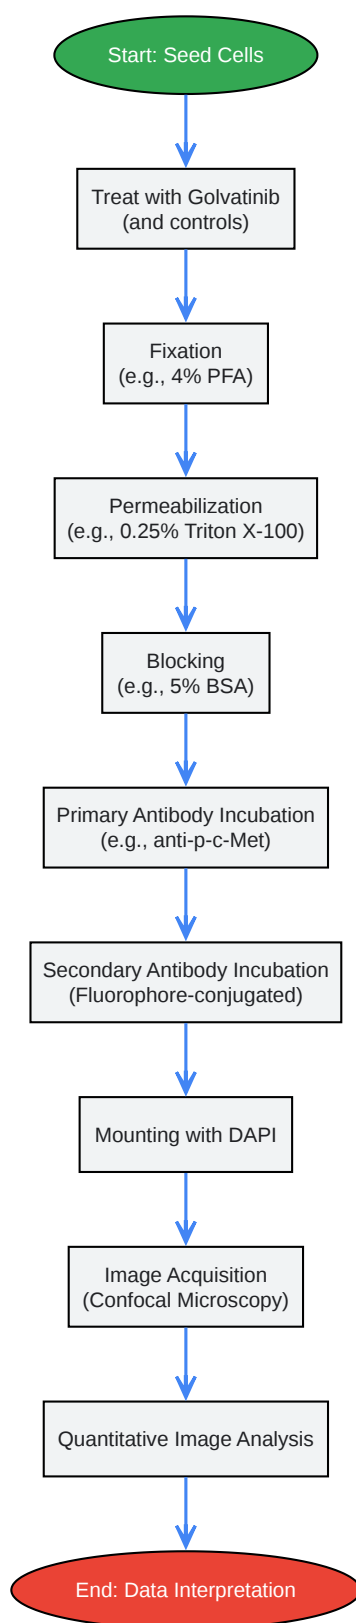 Start: Seed Cells
Treat with Golvatinib
(and controls)
Fixation
(e.g., 4% PFA)
Permeabilization
(e.g., 0.25% Triton X-100)
Blocking
(e.g., 5% BSA)
Primary Antibody Incubation
(e.g., anti-p-c-Met)
Secondary Antibody Incubation
(Fluorophore-conjugated)
Mounting with DAPI
Image Acquisition
(Confocal Microscopy)
Quantitative Image Analysis
End: Data Interpretation